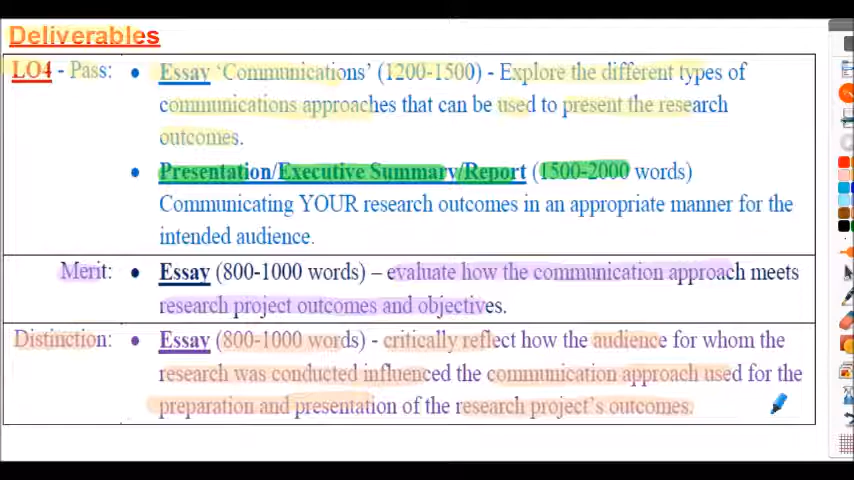 Deliverables
LO4 - Pass: • Essay ‘Communications’ (1200-1500) - Explore the different types of
communications approaches that can be used to present the research
outcomes.
• Presentation/Executive Summary/Report (1500-2000 words)
Communicating YOUR research outcomes in an appropriate manner for the
intended audience.
Merit: • Essay (800-1000 words) – evaluate how the communication approach meets
research project outcomes and objectives.
Distinction: • Essay (800-1000 words) - critically reflect how the audience for whom the
research was conducted influenced the communication approach used for the
preparation and presentation of the research project’s outcomes.